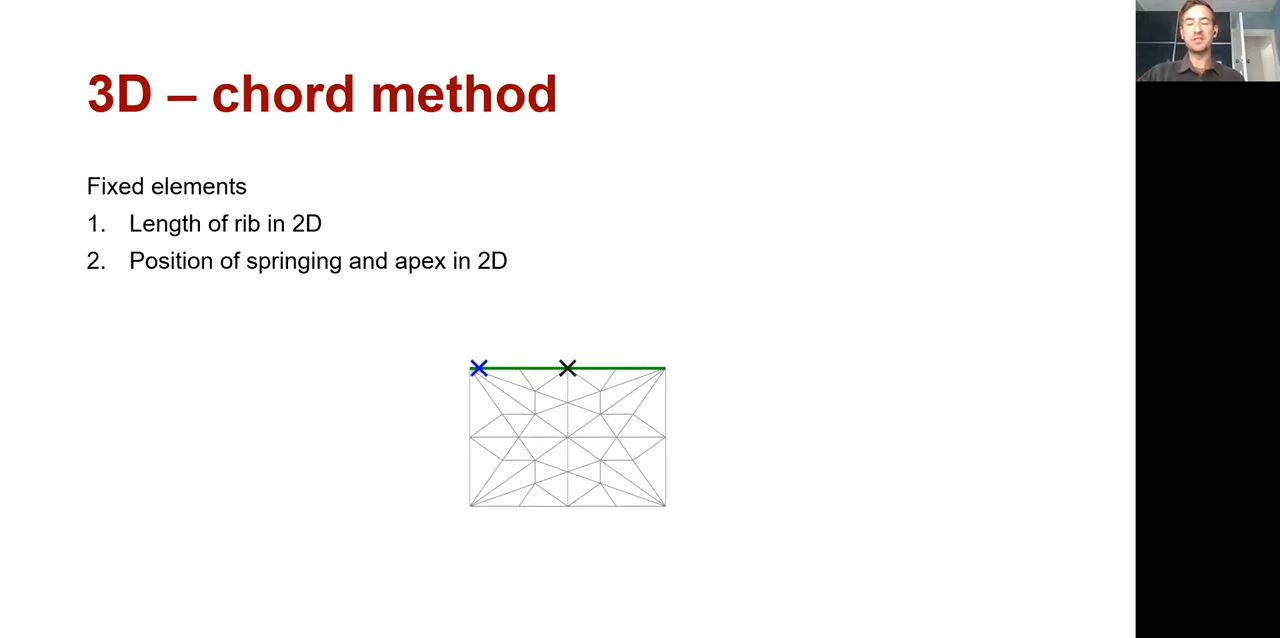 3D – chord method
Fixed elements
1. Length of rib in 2D
2. Position of springing and apex in 2D